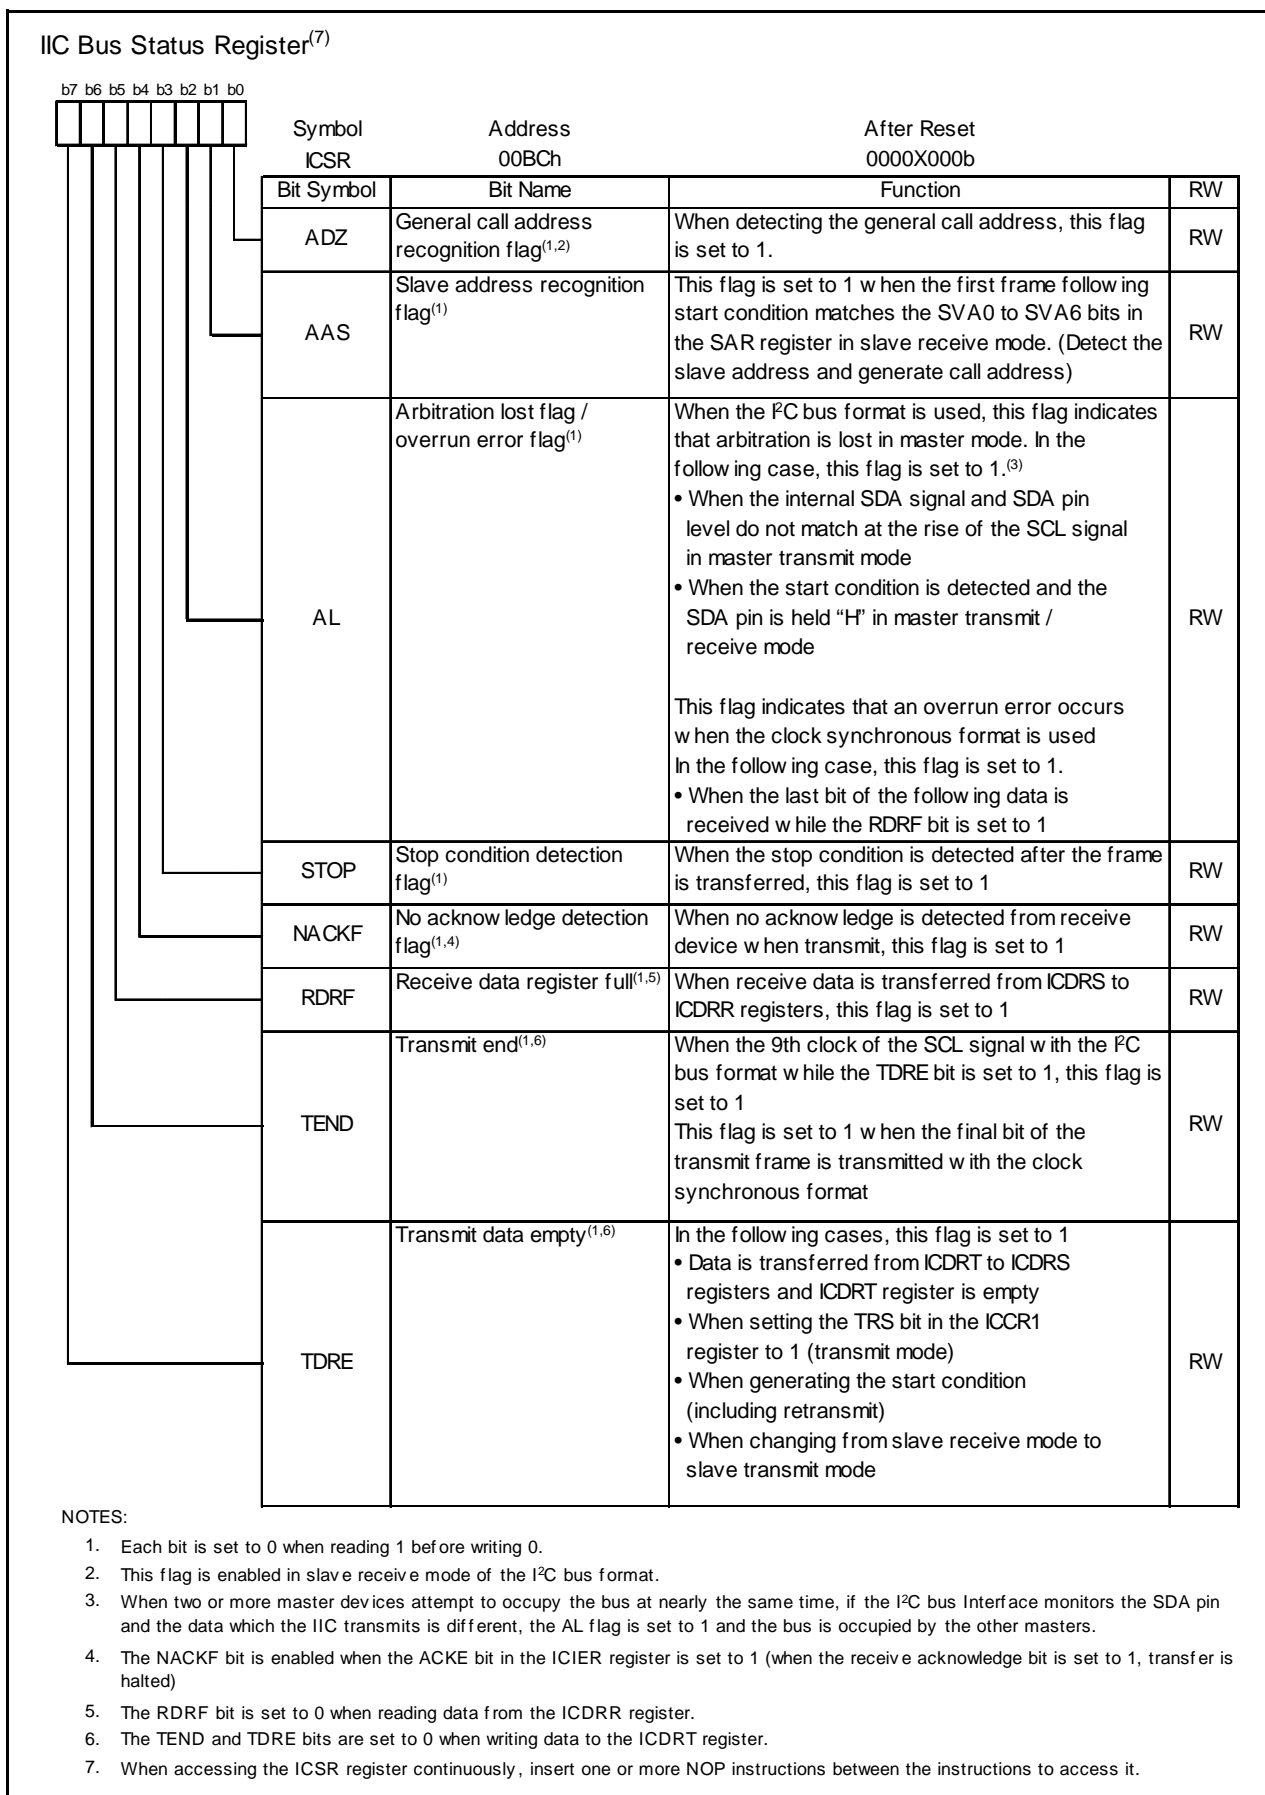 IIC Bus Status Register(7)
b7 b6 b5 b4 b3 b2 b1 b0
Symbol Address After Reset
ICSR 00BCh 0000X000b
Bit Symbol Bit Name Function RW
ADZ
General call address
recognition flag(1,2)
When detecting the general call address, this flag
is set to 1.
RW
AAS
Slave address recognition
flag(1)
This flag is set to 1 when the first frame following
start condition matches the SVA0 to SVA6 bits in
the SAR register in slave receive mode. (Detect the
slave address and generate call address)
RW
AL
Arbitration lost flag /
overrun error flag(1)
When the I2C bus format is used, this flag indicates
that arbitration is lost in master mode. In the
following case, this flag is set to 1.(3)
• When the internal SDA signal and SDA pin
level do not match at the rise of the SCL signal
in master transmit mode
• When the start condition is detected and the
SDA pin is held “H” in master transmit /
receive mode
This flag indicates that an overrun error occurs
when the clock synchronous format is used
In the following case, this flag is set to 1.
• When the last bit of the following data is
received while the RDRF bit is set to 1
RW
STOP
Stop condition detection
flag(1)
When the stop condition is detected after the frame
is transferred, this flag is set to 1
RW
NACKF
No acknowledge detection
flag(1,4)
When no acknowledge is detected from receive
device when transmit, this flag is set to 1
RW
RDRF
Receive data register full(1,5)
When receive data is transferred from ICDRS to
ICDRR registers, this flag is set to 1
RW
TEND
Transmit end(1,6)
When the 9th clock of the SCL signal with the I2C
bus format while the TDRE bit is set to 1, this flag is
set to 1
This flag is set to 1 when the final bit of the
transmit frame is transmitted with the clock
synchronous format
RW
TDRE
Transmit data empty(1,6)
In the following cases, this flag is set to 1
• Data is transferred from ICDRT to ICDRS
registers and ICDRT register is empty
• When setting the TRS bit in the ICCR1
register to 1 (transmit mode)
• When generating the start condition
(including retransmit)
• When changing from slave receive mode to
slave transmit mode
RW
NOTES:
1. Each bit is set to 0 when reading 1 before writing 0.
2. This flag is enabled in slave receive mode of the I2C bus format.
3. When two or more master devices attempt to occupy the bus at nearly the same time, if the I2C bus Interface monitors the SDA pin
and the data which the IIC transmits is different, the AL flag is set to 1 and the bus is occupied by the other masters.
4. The NACKF bit is enabled when the ACKE bit in the ICIER register is set to 1 (when the receive acknowledge bit is set to 1, transfer is
halted)
5. The RDRF bit is set to 0 when reading data from the ICDRR register.
6. The TEND and TDRE bits are set to 0 when writing data to the ICDRT register.
7. When accessing the ICSR register continuously, insert one or more NOP instructions between the instructions to access it.